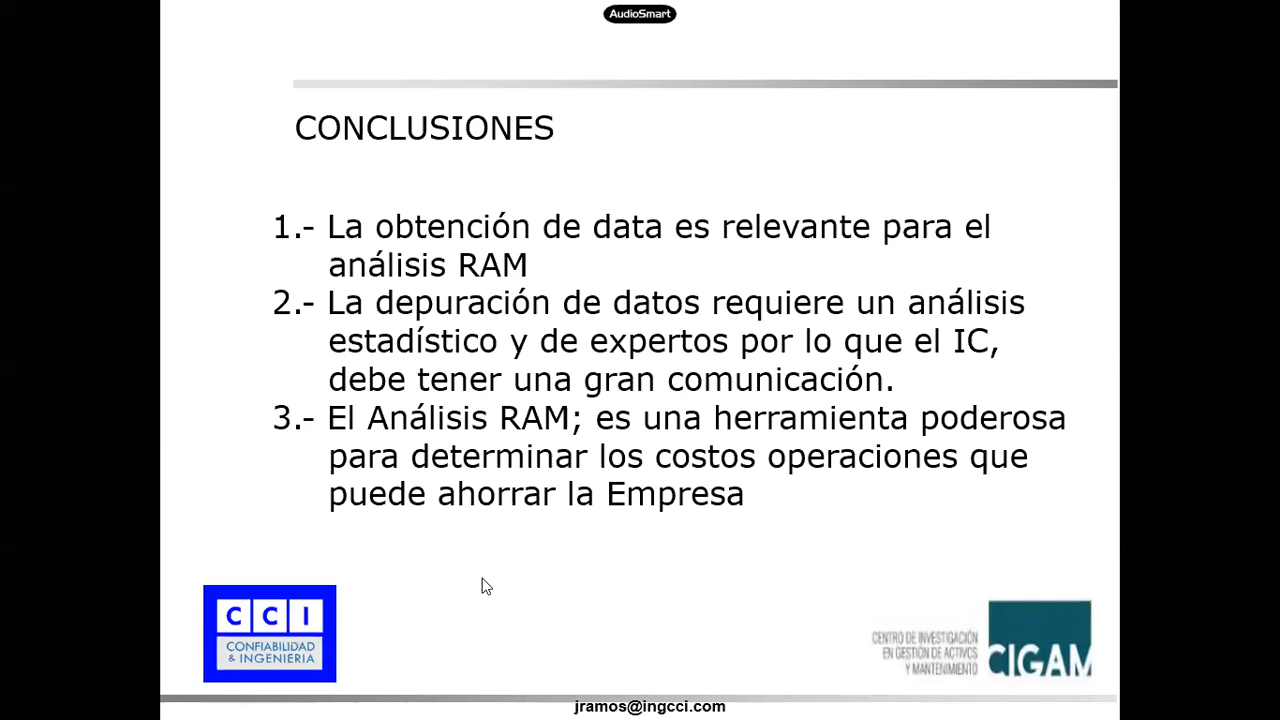 AudioSmart
CONCLUSIONES
1.- La obtención de data es relevante para el
análisis RAM
2.- La depuración de datos requiere un análisis
estadístico y de expertos por lo que el IC,
debe tener una gran comunicación.
3.- El Análisis RAM; es una herramienta poderosa
para determinar los costos operaciones que
puede ahorrar la Empresa
CCI
CONFIABILIDAD
& INGENIERIA
CENTRO DE INVESTIGACIÓN
EN GESTIÓN DE ACTIVOS
Y MANTENIMIENTO
CIGAM
jramos@ingcci.com